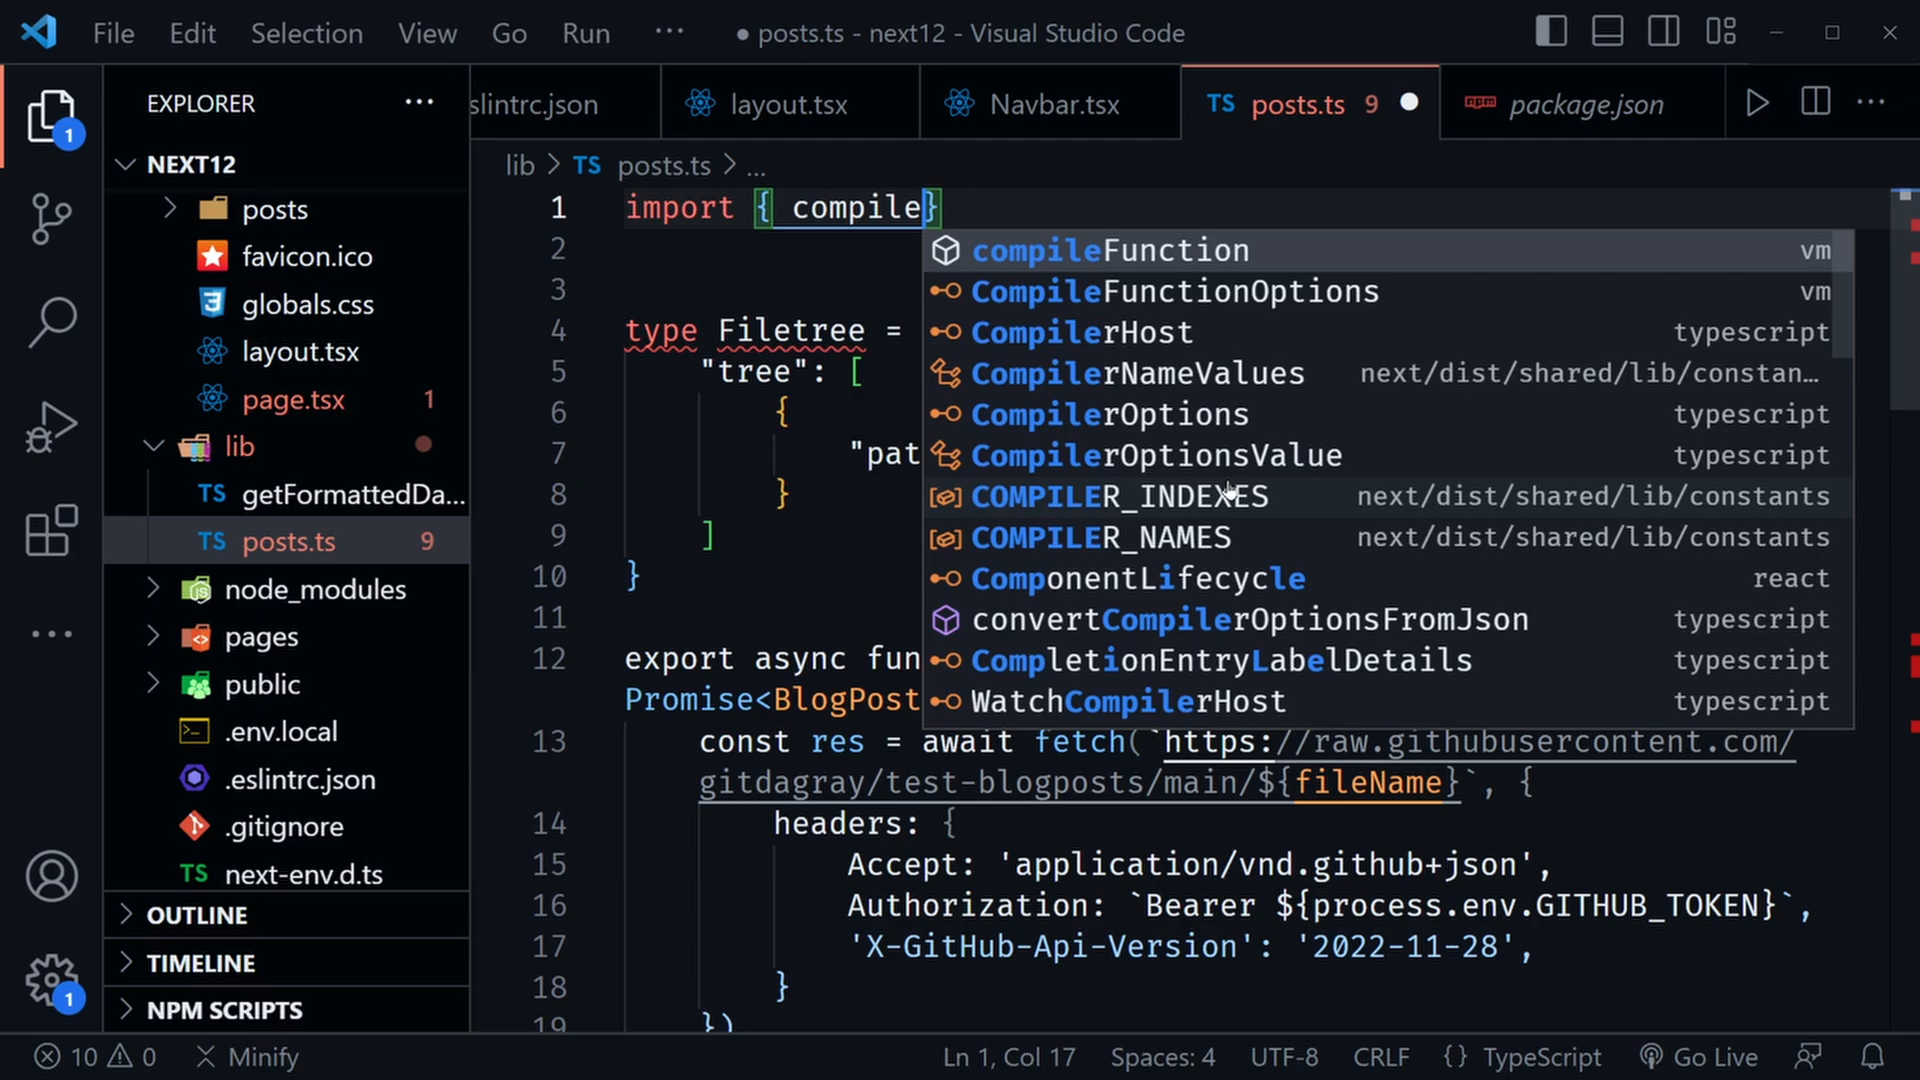 File Edit Selection View Go Run ··· ● posts.ts - next12 - Visual Studio Code
EXPLORER ···
slintrc.json layout.tsx Navbar.tsx TS posts.ts 9 package.json ···
1
NEXT12
posts
favicon.ico
globals.css
layout.tsx
page.tsx 1
lib
TS getFormattedDa...
TS posts.ts 9
node_modules
pages
public
.env.local
.eslintrc.json
.gitignore
TS next-env.d.ts
OUTLINE
TIMELINE
NPM SCRIPTS
1
lib > TS posts.ts > ...
1 import { compile}
2
3
4 type Filetree =
5 "tree": [
6 {
7 "pat
8 }
9 ]
10 }
11
12 export async fun
Promise<BlogPost
13 const res = await fetch(`https://raw.githubusercontent.com/
gitdagray/test-blogposts/main/${fileName}`, {
14 headers: {
15 Accept: 'application/vnd.github+json',
16 Authorization: `Bearer ${process.env.GITHUB_TOKEN}`,
17 'X-GitHub-Api-Version': '2022-11-28',
18 }
19 })
compileFunction vm
CompileFunctionOptions vm
CompilerHost typescript
CompilerNameValues next/dist/shared/lib/constan…
CompilerOptions typescript
CompilerOptionsValue typescript
COMPILER_INDEXES next/dist/shared/lib/constants
COMPILER_NAMES next/dist/shared/lib/constants
ComponentLifecycle react
convertCompilerOptionsFromJson typescript
CompletionEntryLabelDetails typescript
WatchCompilerHost typescript
10 0 Minify Ln 1, Col 17 Spaces: 4 UTF-8 CRLF {} TypeScript Go Live